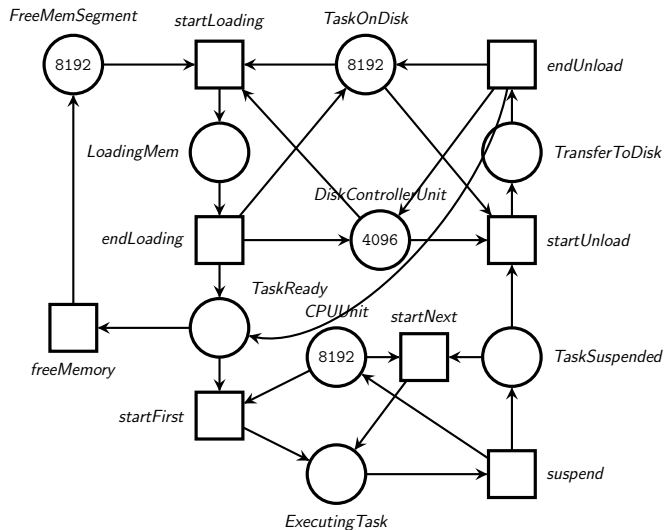 FreeMemSegment
startLoading
TaskOnDisk
8192
8192
endUnload
LoadingMem
TransferToDisk
DiskControllerUnit
endLoading
4096
startUnload
TaskReady
CPUUnit
startNext
8192
TaskSuspended
freeMemory
startFirst
suspend
ExecutingTask